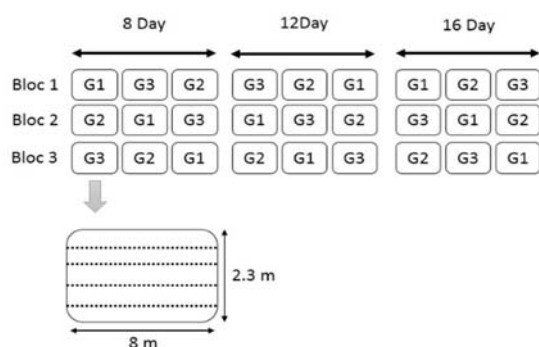 8 Day 12Day 16 Day
Bloc 1 G1 G3 G2 G3 G2 G1 G1 G2 G3
Bloc 2 G2 G1 G3 G1 G3 G2 G3 G1 G2
Bloc 3 G3 G2 G1 G2 G1 G3 G2 G3 G1
2.3 m
8 m